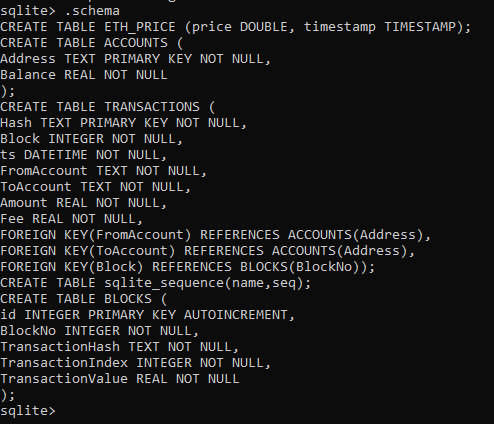 sqlite> .schema
CREATE TABLE ETH_PRICE (price DOUBLE, timestamp TIMESTAMP);
CREATE TABLE ACCOUNTS (
Address TEXT PRIMARY KEY NOT NULL,
Balance REAL NOT NULL
);
CREATE TABLE TRANSACTIONS (
Hash TEXT PRIMARY KEY NOT NULL,
Block INTEGER NOT NULL,
ts DATETIME NOT NULL,
FromAccount TEXT NOT NULL,
ToAccount TEXT NOT NULL,
Amount REAL NOT NULL,
Fee REAL NOT NULL,
FOREIGN KEY(FromAccount) REFERENCES ACCOUNTS(Address),
FOREIGN KEY(ToAccount) REFERENCES ACCOUNTS(Address),
FOREIGN KEY(Block) REFERENCES BLOCKS(BlockNo));
CREATE TABLE sqlite_sequence(name,seq);
CREATE TABLE BLOCKS (
id INTEGER PRIMARY KEY AUTOINCREMENT,
BlockNo INTEGER NOT NULL,
TransactionHash TEXT NOT NULL,
TransactionIndex INTEGER NOT NULL,
TransactionValue REAL NOT NULL
);
sqlite>